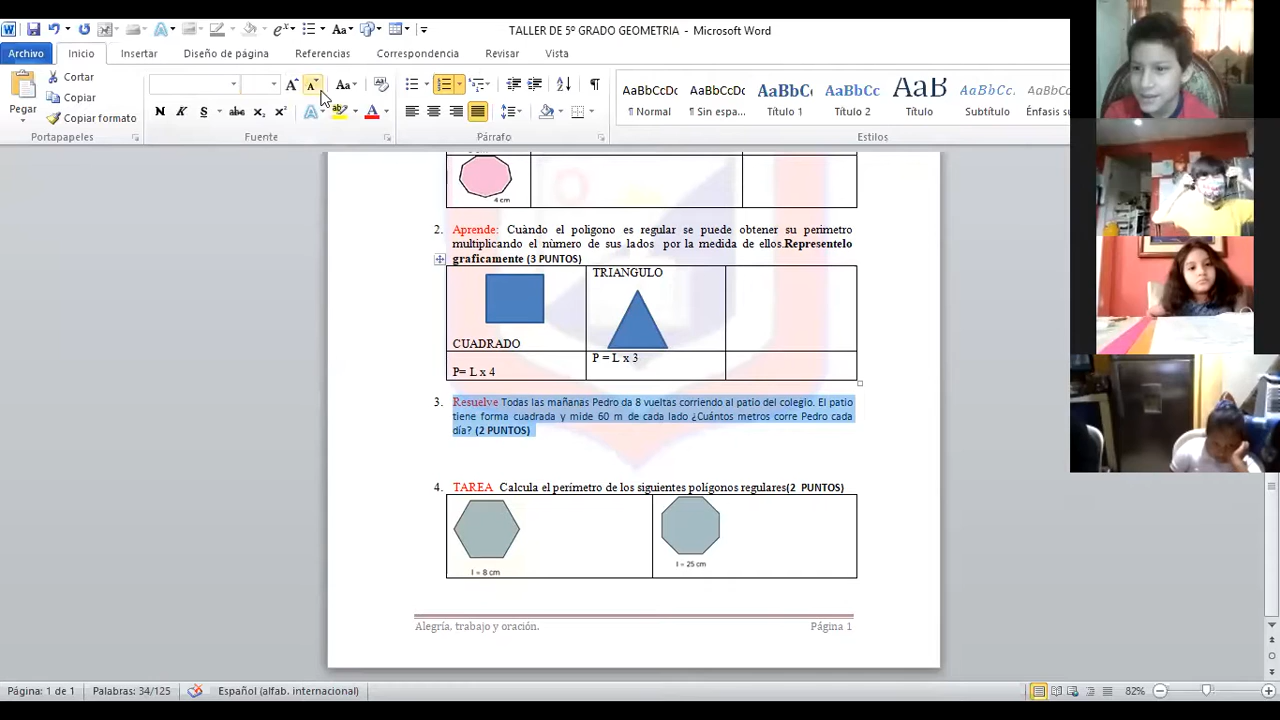 TALLER DE 5º GRADO GEOMETRIA - Microsoft Word
Archivo
Inicio
Insertar
Diseño de página
Referencias
Correspondencia
Revisar
Vista
Pegar
Cortar
Copiar
Copiar formato
Portapapeles
Fuente
Párrafo
AaBbCcDc AaBbCcDc AaBbC AaBbCc AaB AaBbCc AaBbCcDc
¶ Normal ¶ Sin espa... Título 1 Título 2 Título Subtítulo Énfasis su
Estilos
4 cm
2. Aprende: Cuàndo el poligono es regular se puede obtener su perimetro
multiplicando el nùmero de sus lados por la medida de ellos.Representelo
graficamente (3 PUNTOS)
TRIANGULO
CUADRADO
P = L x 3
P= L x 4
3. Resuelve Todas las mañanas Pedro da 8 vueltas corriendo al patio del colegio. El patio
tiene forma cuadrada y mide 60 m de cada lado ¿Cuántos metros corre Pedro cada
día? (2 PUNTOS)
4. TAREA Calcula el perímetro de los siguientes polígonos regulares(2 PUNTOS)
l = 8 cm
l = 25 cm
Alegría, trabajo y oración.
Página 1
Página: 1 de 1
Palabras: 34/125
Español (alfab. internacional)
82%